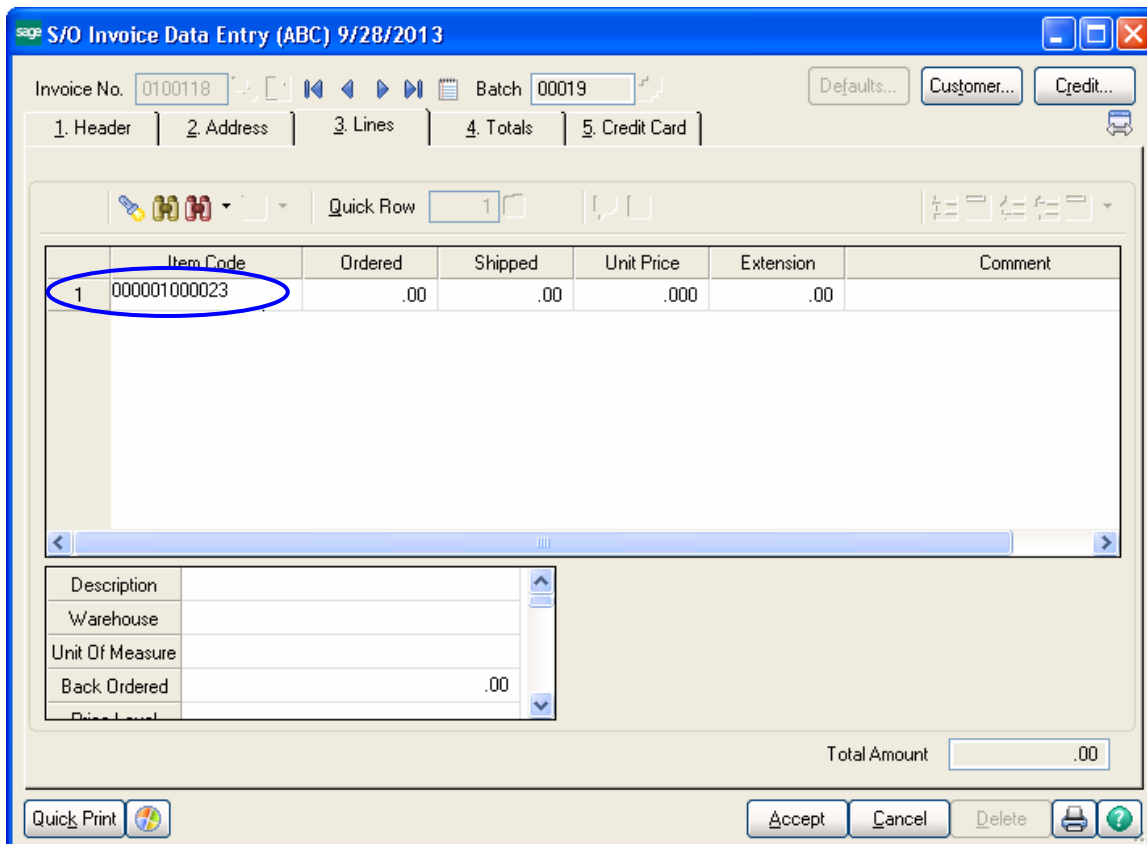 sage S/O Invoice Data Entry (ABC) 9/28/2013
Invoice No. 0100118 Batch 00019 Defaults... Customer... Credit...
1. Header 2. Address 3. Lines 4. Totals 5. Credit Card
Quick Row 1
Item Code Ordered Shipped Unit Price Extension Comment
1 000001000023 .00 .00 .000 .00
Description
Warehouse
Unit Of Measure
Back Ordered .00
Price Level
Total Amount .00
Quick Print Accept Cancel Delete